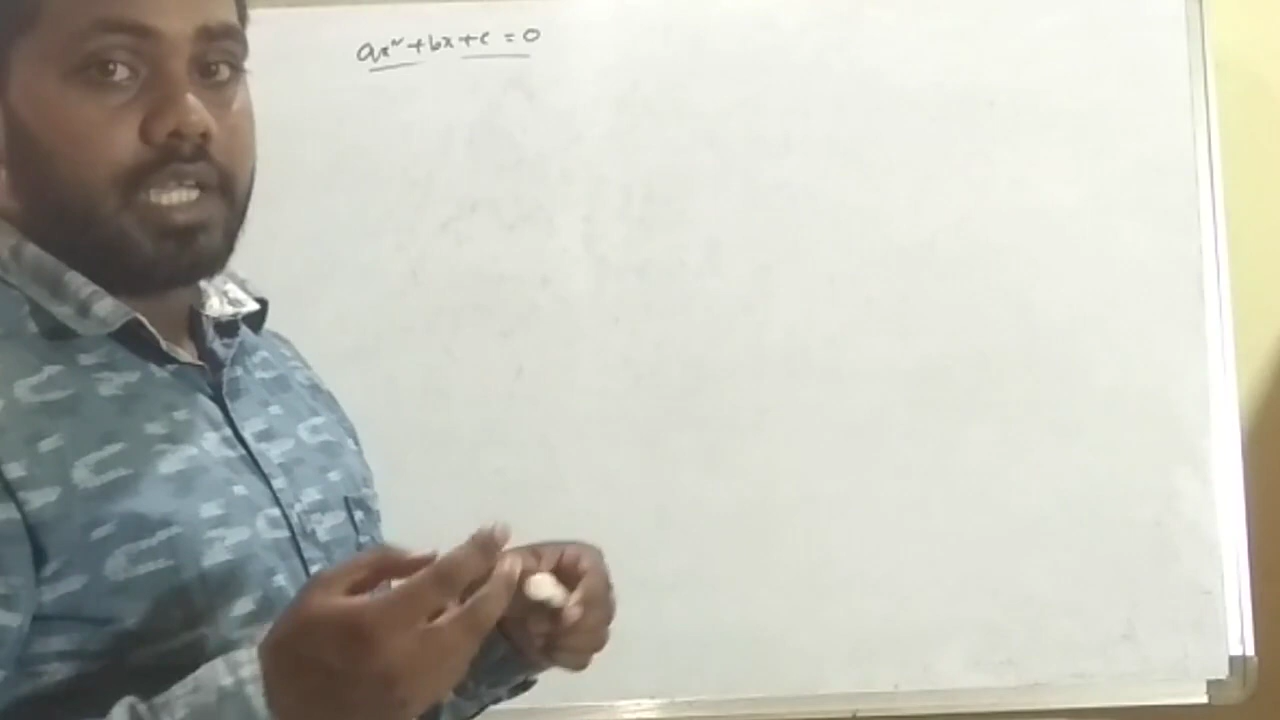 ax² + bx + c = 0